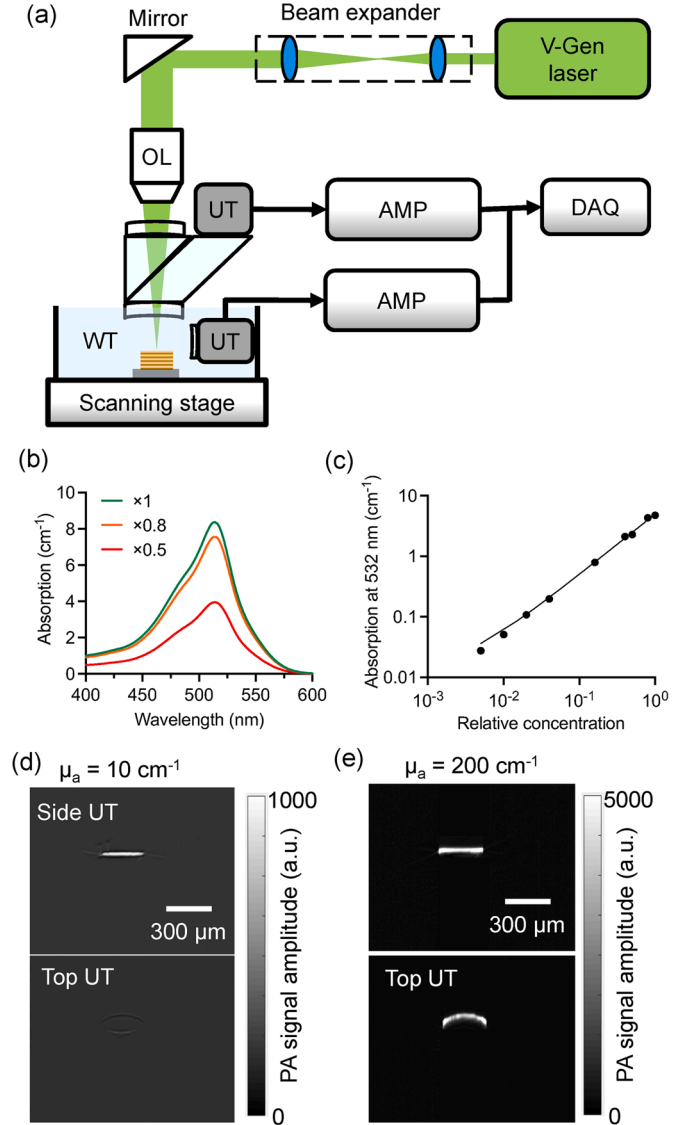 (a)
Mirror
Beam expander
V-Gen
laser
OL
UT
AMP
DAQ
AMP
WT
UT
Scanning stage
(b)
Absorption (cm-1)
10
8
6
4
2
0
×1
×0.8
×0.5
400
450
500
550
600
Wavelength (nm)
(c)
Absorption at 532 nm (cm-1)
10
1
0.1
0.01
10-3
10-2
10-1
100
Relative concentration
(d)
μa = 10 cm-1
Side UT
300 μm
Top UT
1000
0
PA signal amplitude (a.u.)
(e)
μa = 200 cm-1
300 μm
Top UT
5000
0
PA signal amplitude (a.u.)